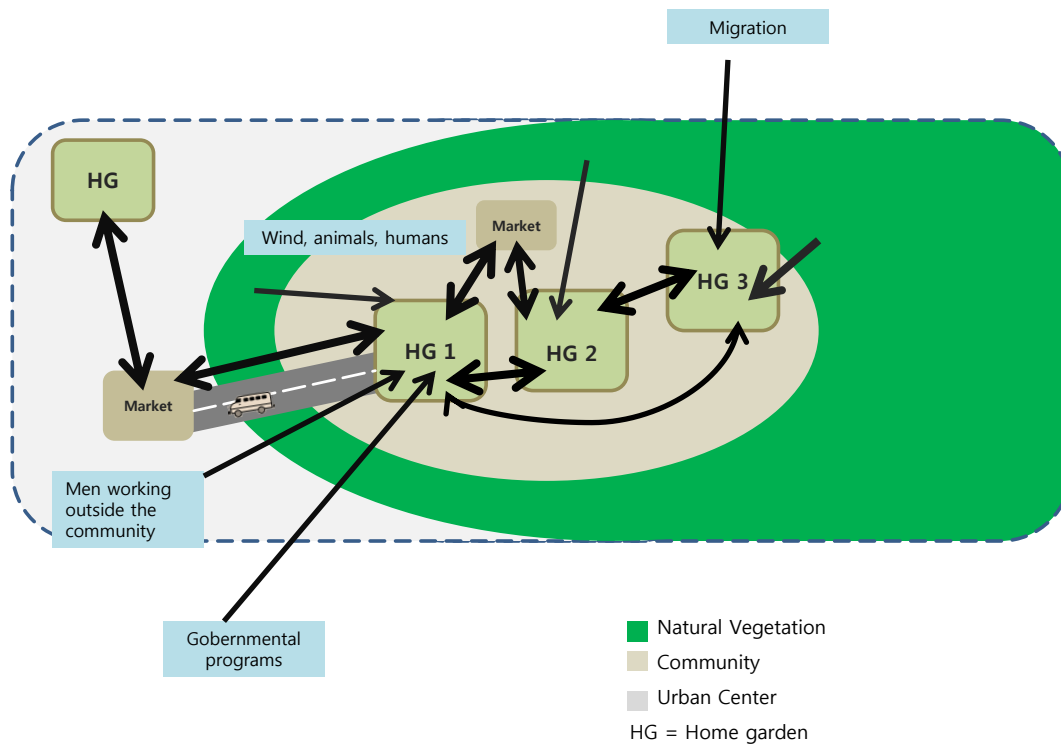 Migration
HG
Wind, animals, humans
Market
HG 3
HG 1
HG 2
Market
Men working
outside the
community
Gobernmental
programs
Natural Vegetation
Community
Urban Center
HG = Home garden